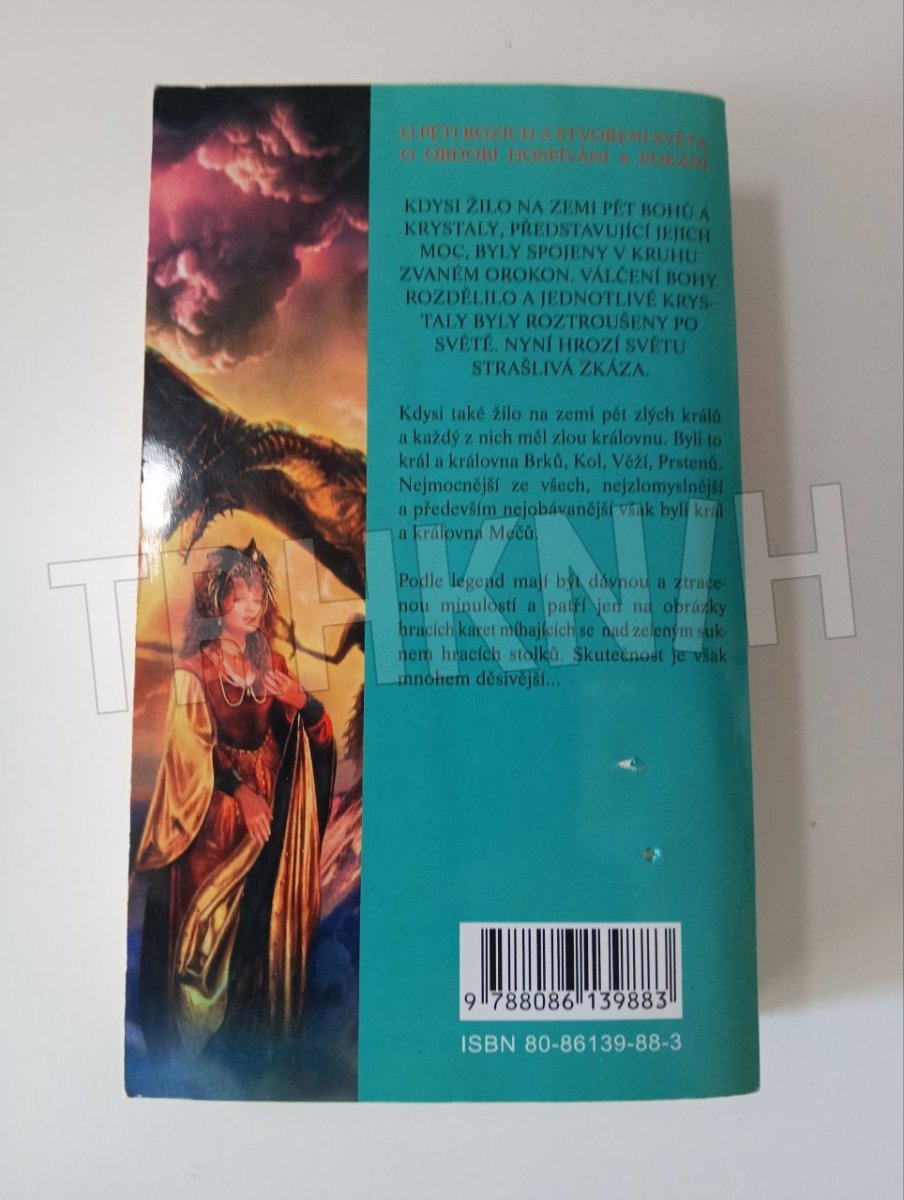 O PĚTI BOZÍCH A STVOŘENÍ SVĚTA,
O OBDOBÍ DOSPÍVÁNÍ A POKÁNÍ
KDYSI ŽILO NA ZEMI PĚT BOHŮ A
KRYSTALY, PŘEDSTAVUJÍCÍ JEJICH
MOC, BYLY SPOJENY V KRUHU
ZVANÉM OROKON. VÁLČENÍ BOHY
ROZDĚLILO A JEDNOTLIVÉ KRYS-
TALY BYLY ROZTROUŠENY PO
SVĚTĚ. NYNÍ HROZÍ SVĚTU
STRAŠLIVÁ ZKÁZA.
Kdysi také žilo na zemi pět zlých králů
a každý z nich měl zlou královnu. Byli to
král a královna Brků, Kol, Věží, Prstenů.
Nejmocnější ze všech, nejzlomyslnější
a především nejobávanější však byli král
a královna Mečů.
Podle legend mají být dávnou a ztrace-
nou minulostí a patří jen na obrázky
hracích karet míhajících se nad zeleným suk-
nem hracích stolků. Skutečnost je však
mnohem děsivější...
9 788086 139883
ISBN 80-86139-88-3